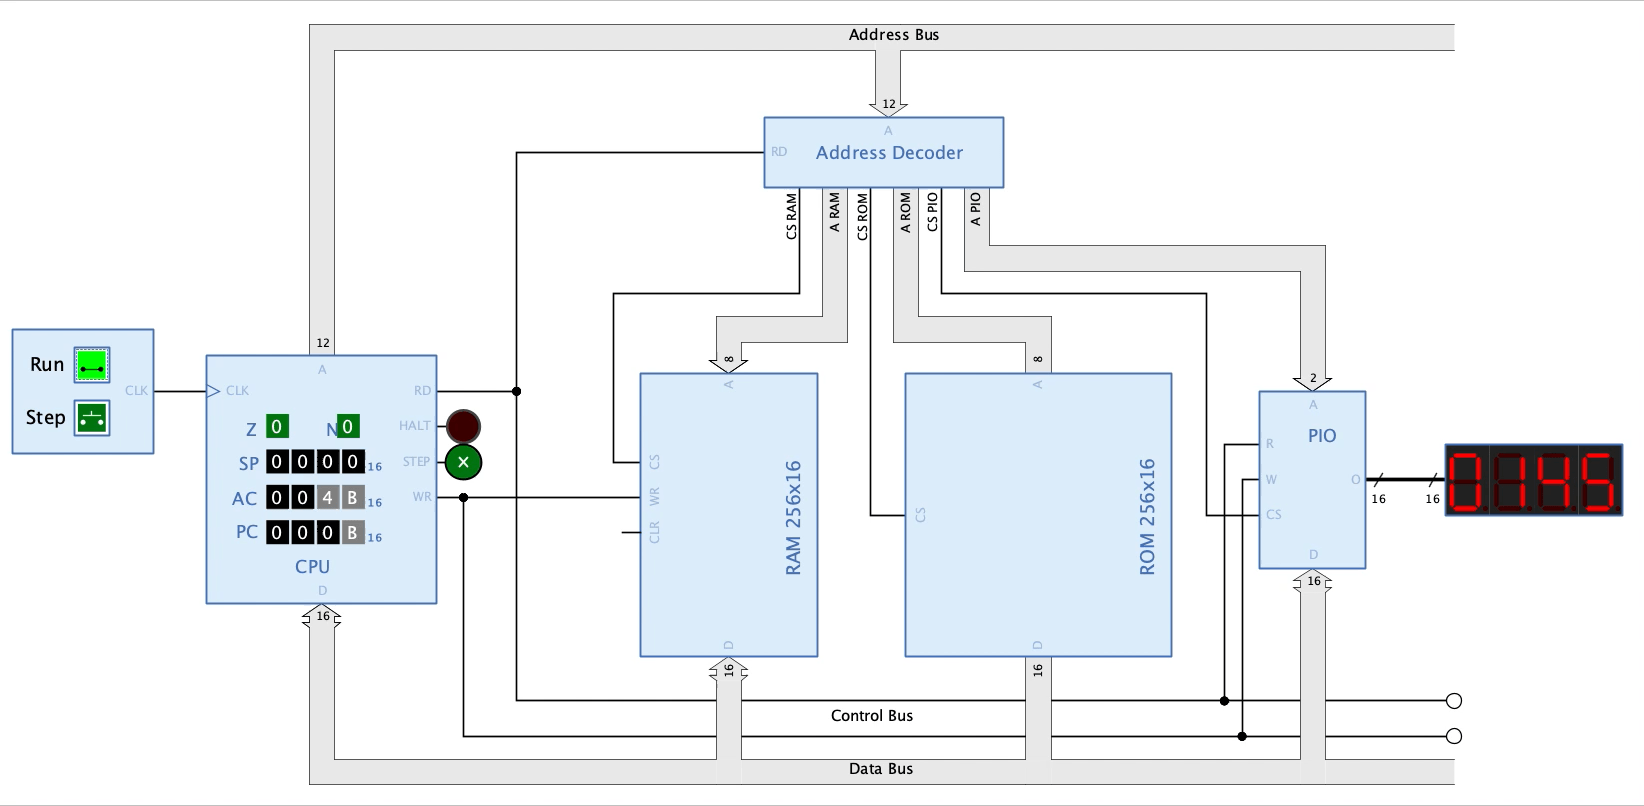 Address Bus
12
A
RD
Address Decoder
CS RAM
A RAM
CS ROM
A ROM
CS PIO
A PIO
12
8
8
2
Run
Step
CLK
A
CLK
RD
Z 0
N 0
HALT
SP 0 0 0 0 16
STEP
AC 0 0 4 B 16
WR
PC 0 0 0 B 16
CPU
D
16
A
CS
WR
CLR
RAM 256x16
D
16
A
CS
ROM 256x16
D
16
A
PIO
R
W
O
CS
D
16
16
16
0145
Control Bus
Data Bus